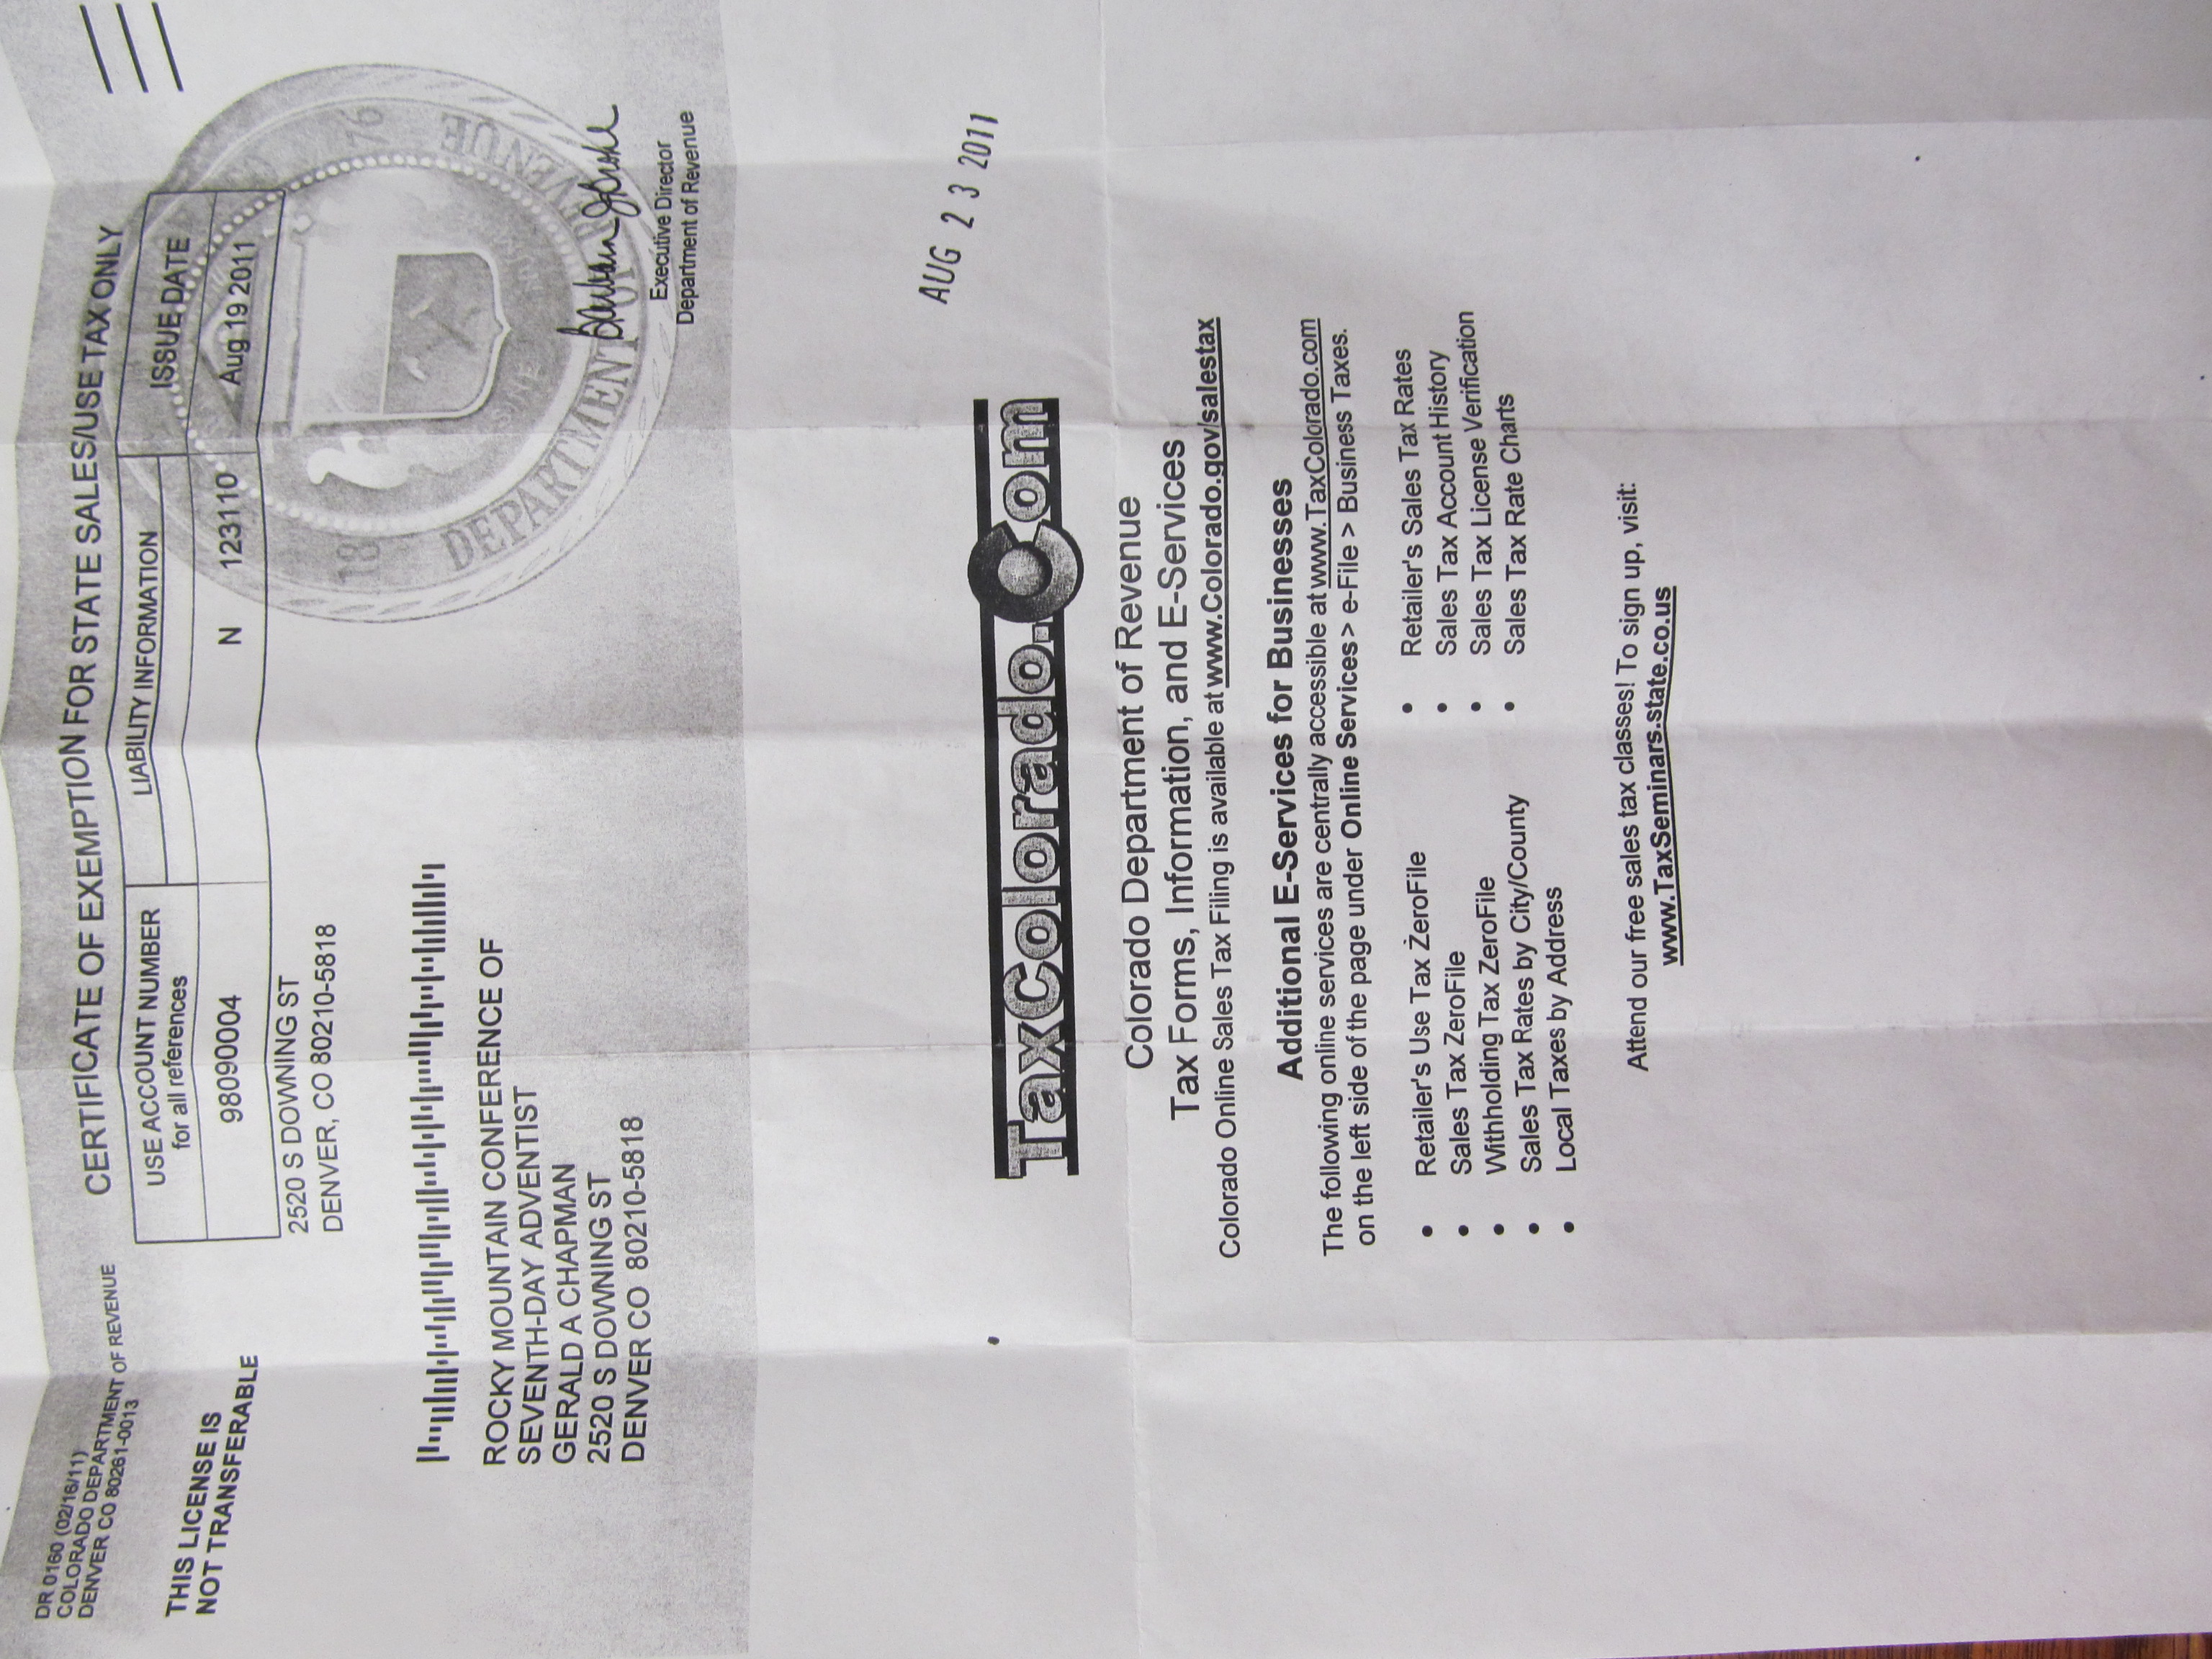 DR 0160 (02/16/11)
COLORADO DEPARTMENT OF REVENUE
DENVER CO 80261-0013
THIS LICENSE IS
NOT TRANSFERABLE
CERTIFICATE OF EXEMPTION FOR STATE SALES/USE TAX ONLY
USE ACCOUNT NUMBER
for all references
LIABILITY INFORMATION
ISSUE DATE
98090004
N 123110
Aug 19 2011
2520 S DOWNING ST
DENVER, CO 80210-5818
18 76
DEPARTMENT OF REVENUE
ROCKY MOUNTAIN CONFERENCE OF
SEVENTH-DAY ADVENTIST
GERALD A CHAPMAN
2520 S DOWNING ST
DENVER CO 80210-5818
Barbara J Brohl
Executive Director
Department of Revenue
AUG 23 2011
TaxColorado.Com
Colorado Department of Revenue
Tax Forms, Information, and E-Services
Colorado Online Sales Tax Filing is available at www.Colorado.gov/salestax
Additional E-Services for Businesses
The following online services are centrally accessible at www.TaxColorado.com
on the left side of the page under Online Services > e-File > Business Taxes.
• Retailer's Use Tax ZeroFile
• Sales Tax ZeroFile
• Withholding Tax ZeroFile
• Sales Tax Rates by City/County
• Local Taxes by Address
• Retailer's Sales Tax Rates
• Sales Tax Account History
• Sales Tax License Verification
• Sales Tax Rate Charts
Attend our free sales tax classes! To sign up, visit:
www.TaxSeminars.state.co.us